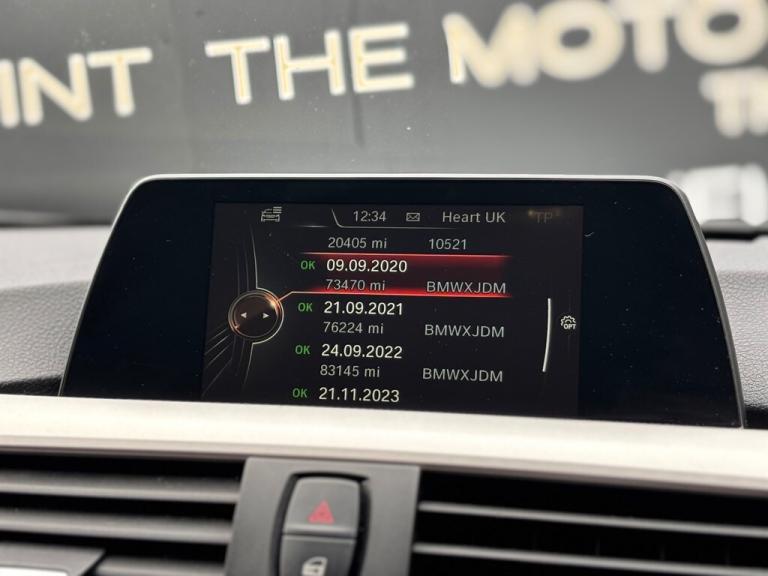 INT THE MOTO
12:34 Heart UK TP
20405 mi 10521
OK 09.09.2020
73470 mi BMWXJDM
OK 21.09.2021
76224 mi BMWXJDM
OK 24.09.2022
83145 mi BMWXJDM
OK 21.11.2023
OPT